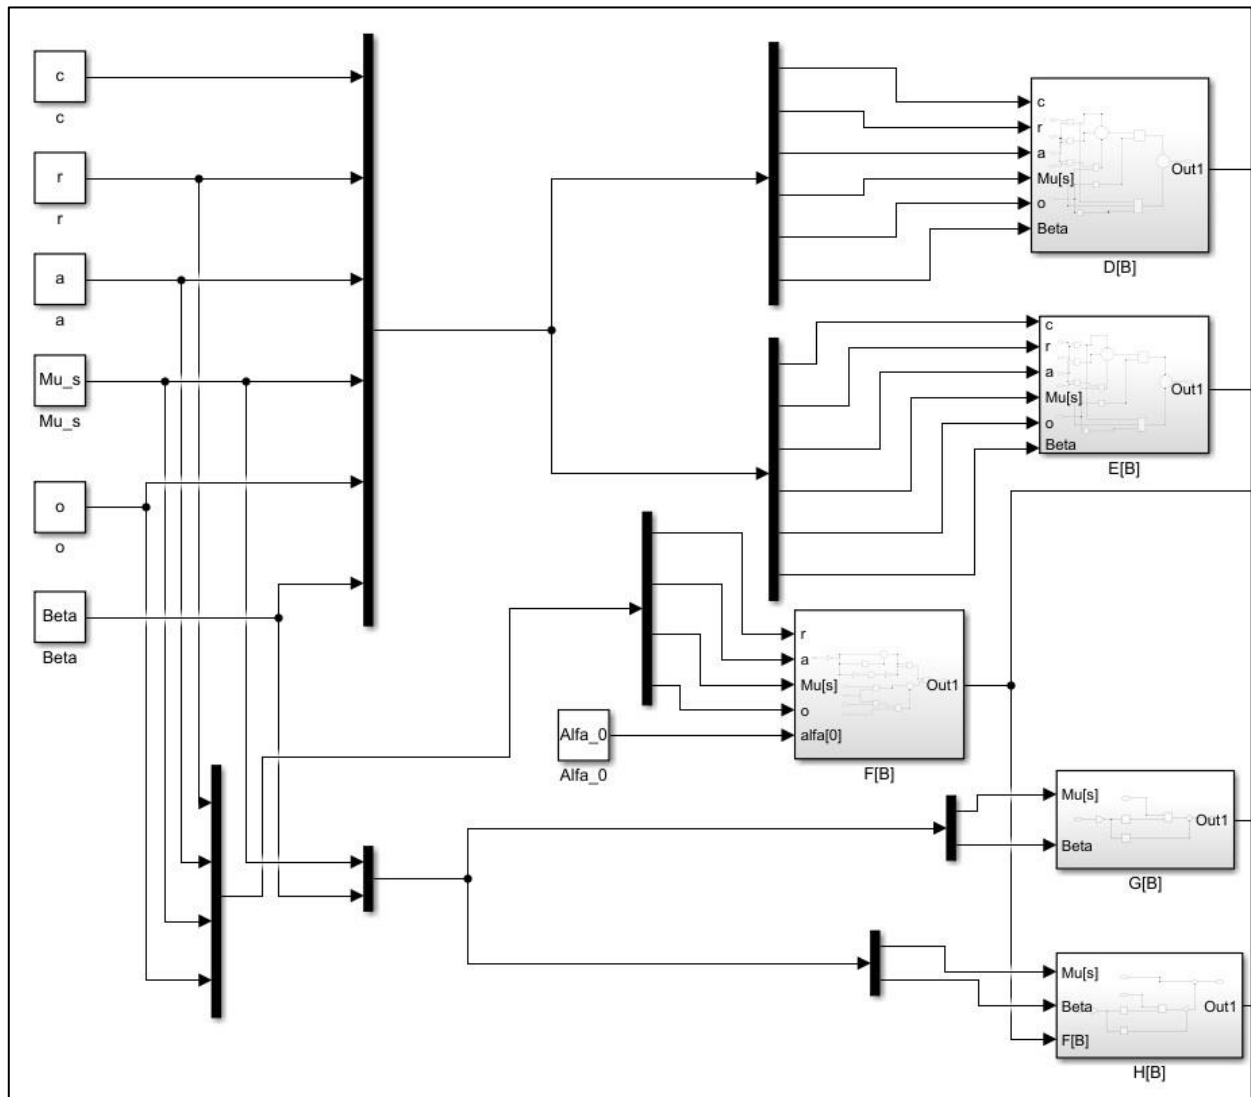 c
c
r
r
a
a
Mu_s
Mu_s
o
o
Beta
Beta
c
r
a
Mu[s]
o
Beta
Out1
D[B]
c
r
a
Mu[s]
o
Beta
Out1
E[B]
Alfa_0
Alfa_0
r
a
Mu[s]
o
alfa[0]
Out1
F[B]
Mu[s]
Beta
Out1
G[B]
Mu[s]
Beta
F[B]
Out1
H[B]